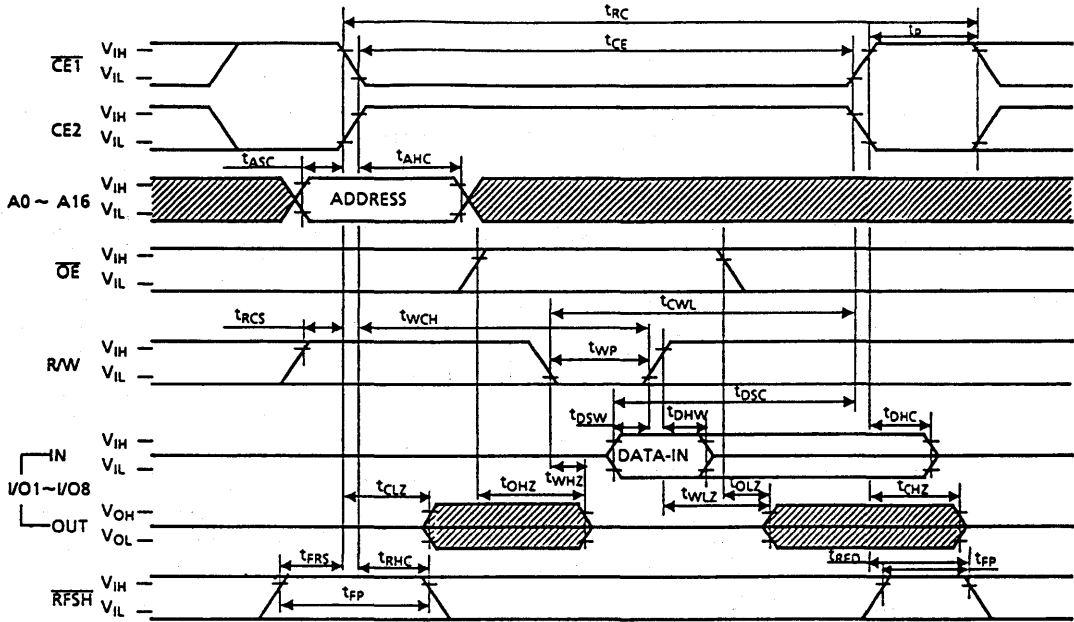 tRC
tP
tCE
CE1 VIH
VIL
CE2 VIH
VIL
tASC tAHC
A0 ~ A16 VIH
VIL
ADDRESS
OE VIH
VIL
tCWL
tRCS tWCH
R/W VIH
VIL
tWP
tDSC
tDSW tDHW tDHC
IN VIH
VIL
DATA-IN
I/O1~I/O8
tWHZ
tCLZ tOHZ tWLZ tOLZ tCHZ
OUT VOH
VOL
tFRS tRHC tRFD tFP
RFSH VIH
VIL
tFP